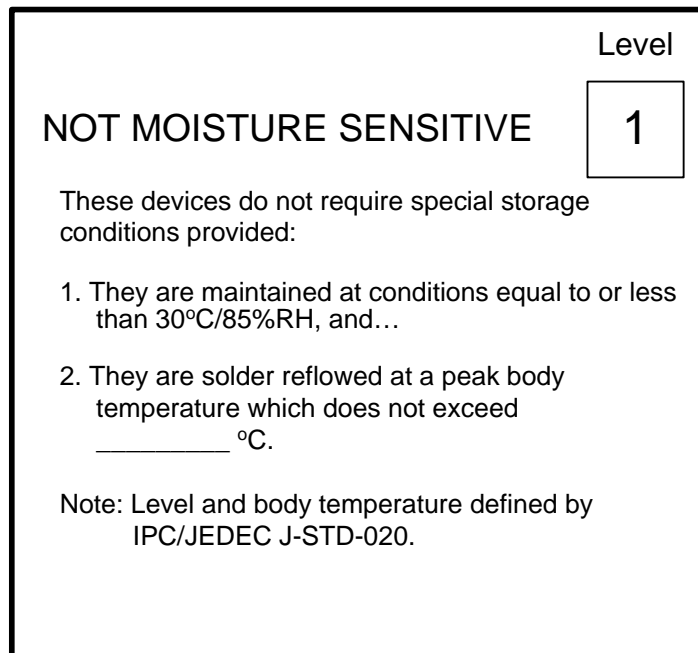 Level
NOT MOISTURE SENSITIVE
1
These devices do not require special storage
conditions provided:
1. They are maintained at conditions equal to or less
than 30oC/85%RH, and…
2. They are solder reflowed at a peak body
temperature which does not exceed
_________ oC.
Note: Level and body temperature defined by
IPC/JEDEC J-STD-020.